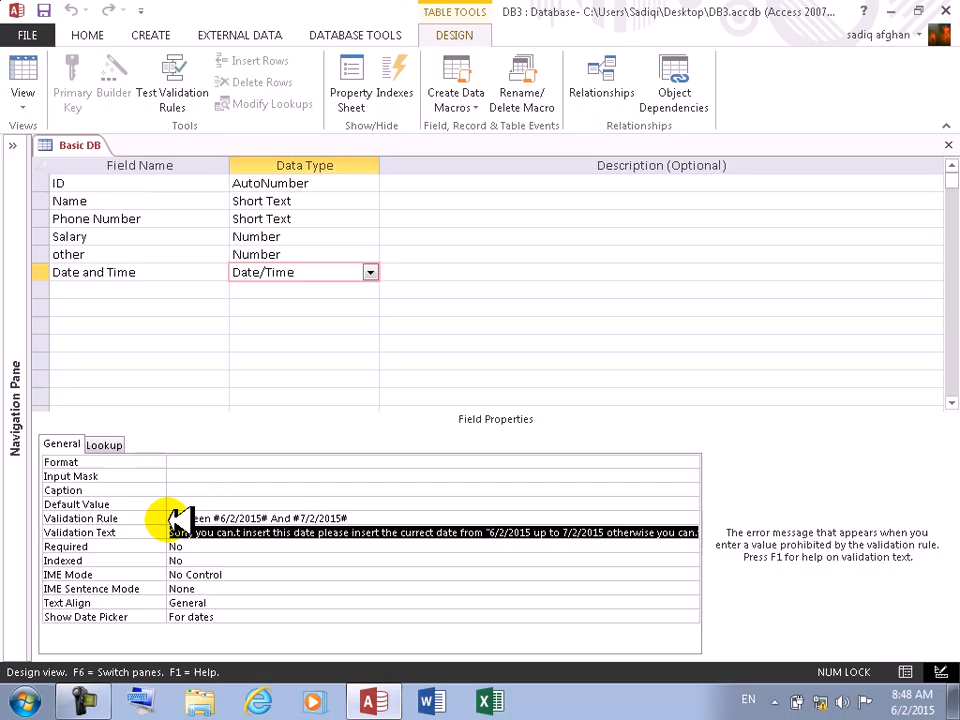 TABLE TOOLS
DB3 : Database- C:\Users\Sadiqi\Desktop\DB3.accdb (Access 2007...
FILE
HOME
CREATE
EXTERNAL DATA
DATABASE TOOLS
DESIGN
sadiq afghan
View
Primary Key
Builder
Test Validation Rules
Insert Rows
Delete Rows
Modify Lookups
Property Sheet
Indexes
Create Data Macros
Rename/ Delete Macro
Relationships
Object Dependencies
Views
Tools
Show/Hide
Field, Record & Table Events
Relationships
Basic DB
Field Name
Data Type
Description (Optional)
ID AutoNumber
Name Short Text
Phone Number Short Text
Salary Number
other Number
Date and Time Date/Time
Navigation Pane
Field Properties
General
Lookup
Format
Input Mask
Caption
Default Value
Validation Rule #6/2/2015# And #7/2/2015#
Validation Text Sorry you can.t insert this date please insert the currect date from "6/2/2015 up to 7/2/2015 otherwise you can.
Required No
Indexed No
IME Mode No Control
IME Sentence Mode None
Text Align General
Show Date Picker For dates
The error message that appears when you
enter a value prohibited by the validation rule.
Press F1 for help on validation text.
Design view. F6 = Switch panes. F1 = Help.
NUM LOCK
EN
8:48 AM
6/2/2015